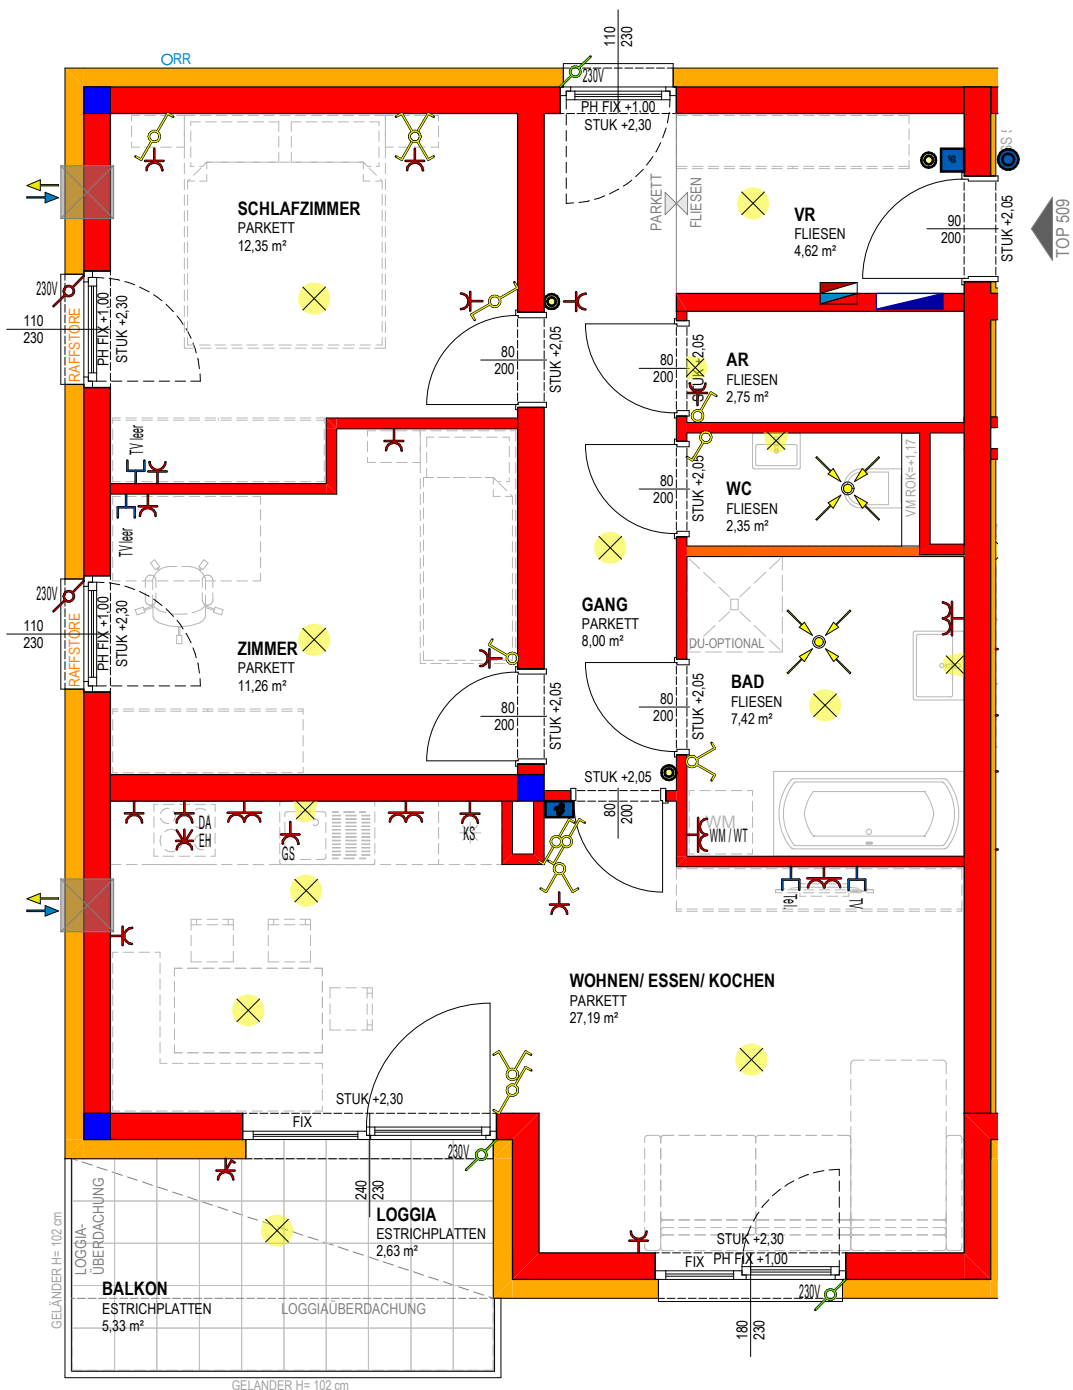 ORR
110
230
230V
PH FIX +1,00
STUK +2,30
SCHLAFZIMMER
PARKETT
12,35 m²
PARKETT
FLIESEN
VR
FLIESEN
4,62 m²
90
200
STUK +2,05
TOP 509
230V
110
230
RAFFSTORE
PH FIX +1,00
STUK +2,30
80
200
STUK +2,05
80
200
STUK +2,05
AR
FLIESEN
2,75 m²
TV leer
TV leer
80
200
STUK +2,05
WC
FLIESEN
2,35 m²
VM ROK=+1,17
230V
110
230
RAFFSTORE
PH FIX +1,00
STUK +2,30
ZIMMER
PARKETT
11,26 m²
GANG
PARKETT
8,00 m²
DU-OPTIONAL
BAD
FLIESEN
7,42 m²
80
200
STUK +2,05
80
200
STUK +2,05
STUK +2,05
80
200
DA
EH
GS
KS
WM
WM / WT
Tel.
TV
WOHNEN/ ESSEN/ KOCHEN
PARKETT
27,19 m²
STUK +2,30
FIX
230V
240
230
LOGGIA
ESTRICHPLATTEN
2,63 m²
LOGGIA-
ÜBERDACHUNG
GELÄNDER H= 102 cm
BALKON
ESTRICHPLATTEN
5,33 m²
LOGGIAÜBERDACHUNG
GELÄNDER H= 102 cm
STUK +2,30
FIX
PH FIX +1,00
230V
180
230